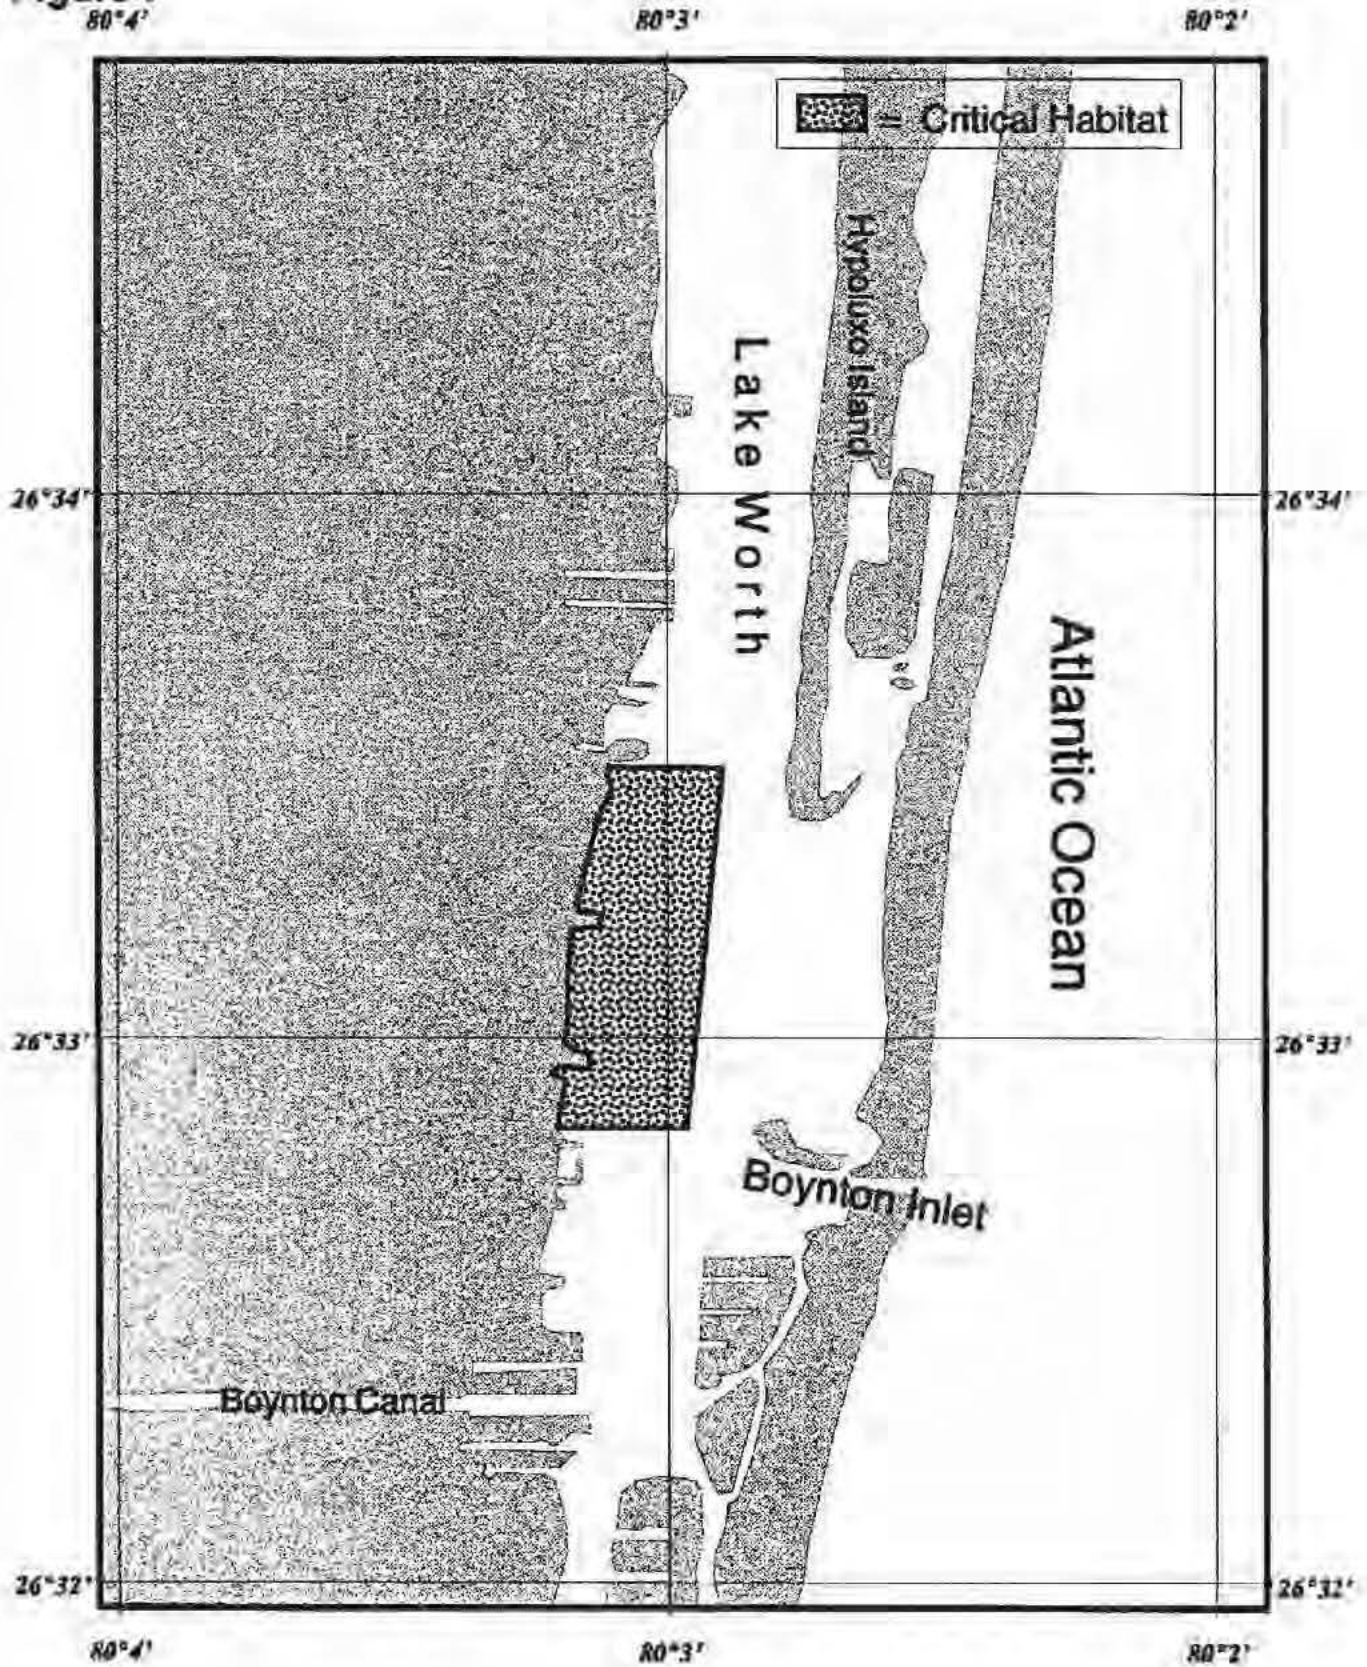 80°4' 80°3' 80°2'
= Critical Habitat
Hypoluxo Island
Lake Worth
26°34' 26°34'
Atlantic Ocean
26°33' 26°33'
Boynton Inlet
Boynton Canal
26°32' 26°32'
80°4' 80°3' 80°2'